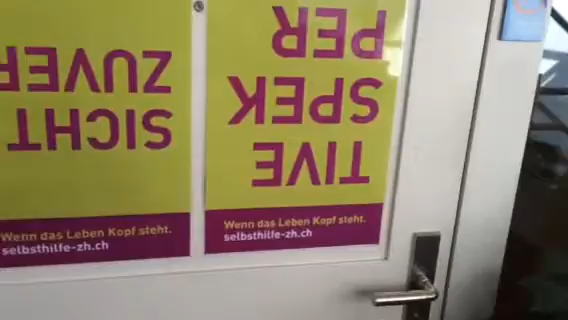 ZUVER
SICHT
Wenn das Leben Kopf steht.
selbsthilfe-zh.ch
PER
SPEK
TIVE
Wenn das Leben Kopf steht.
selbsthilfe-zh.ch